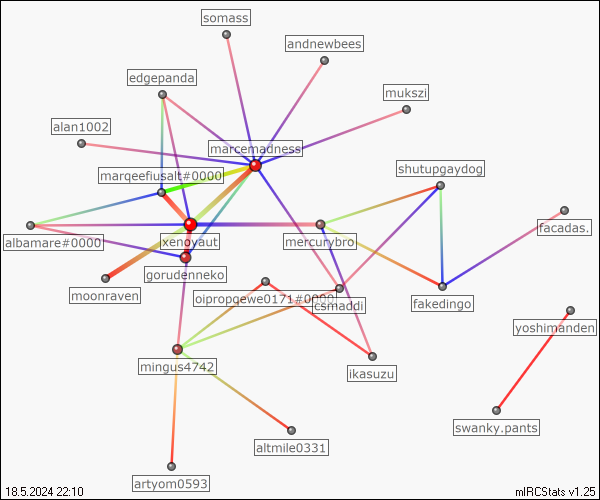 somass
andnewbees
edgepanda
mukszi
alan1002
marcemadness
marqeefiusalt#0000
shutupgaydog
facadas.
albamare#0000
xenoyaut
mercurybro
gorudenneko
moonraven
oipropqewe0171#0000
csmaddi
fakedingo
yoshimanden
mingus4742
ikasuzu
swanky.pants
altmile0331
artyom0593
18.5.2024 22:10
mIRCStats v1.25